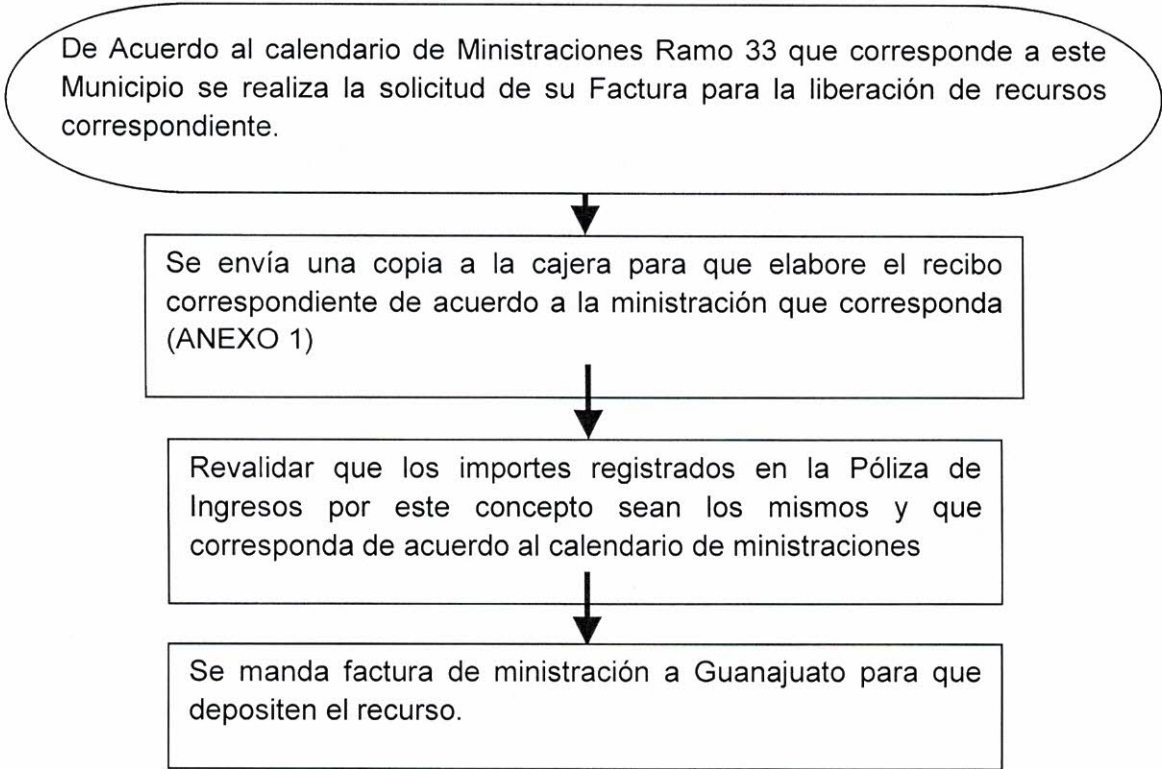 De Acuerdo al calendario de Ministraciones Ramo 33 que corresponde a este
Municipio se realiza la solicitud de su Factura para la liberación de recursos
correspondiente.
Se envía una copia a la cajera para que elabore el recibo
correspondiente de acuerdo a la ministración que corresponda
(ANEXO 1)
Revalidar que los importes registrados en la Póliza de
Ingresos por este concepto sean los mismos y que
corresponda de acuerdo al calendario de ministraciones
Se manda factura de ministración a Guanajuato para que
depositen el recurso.